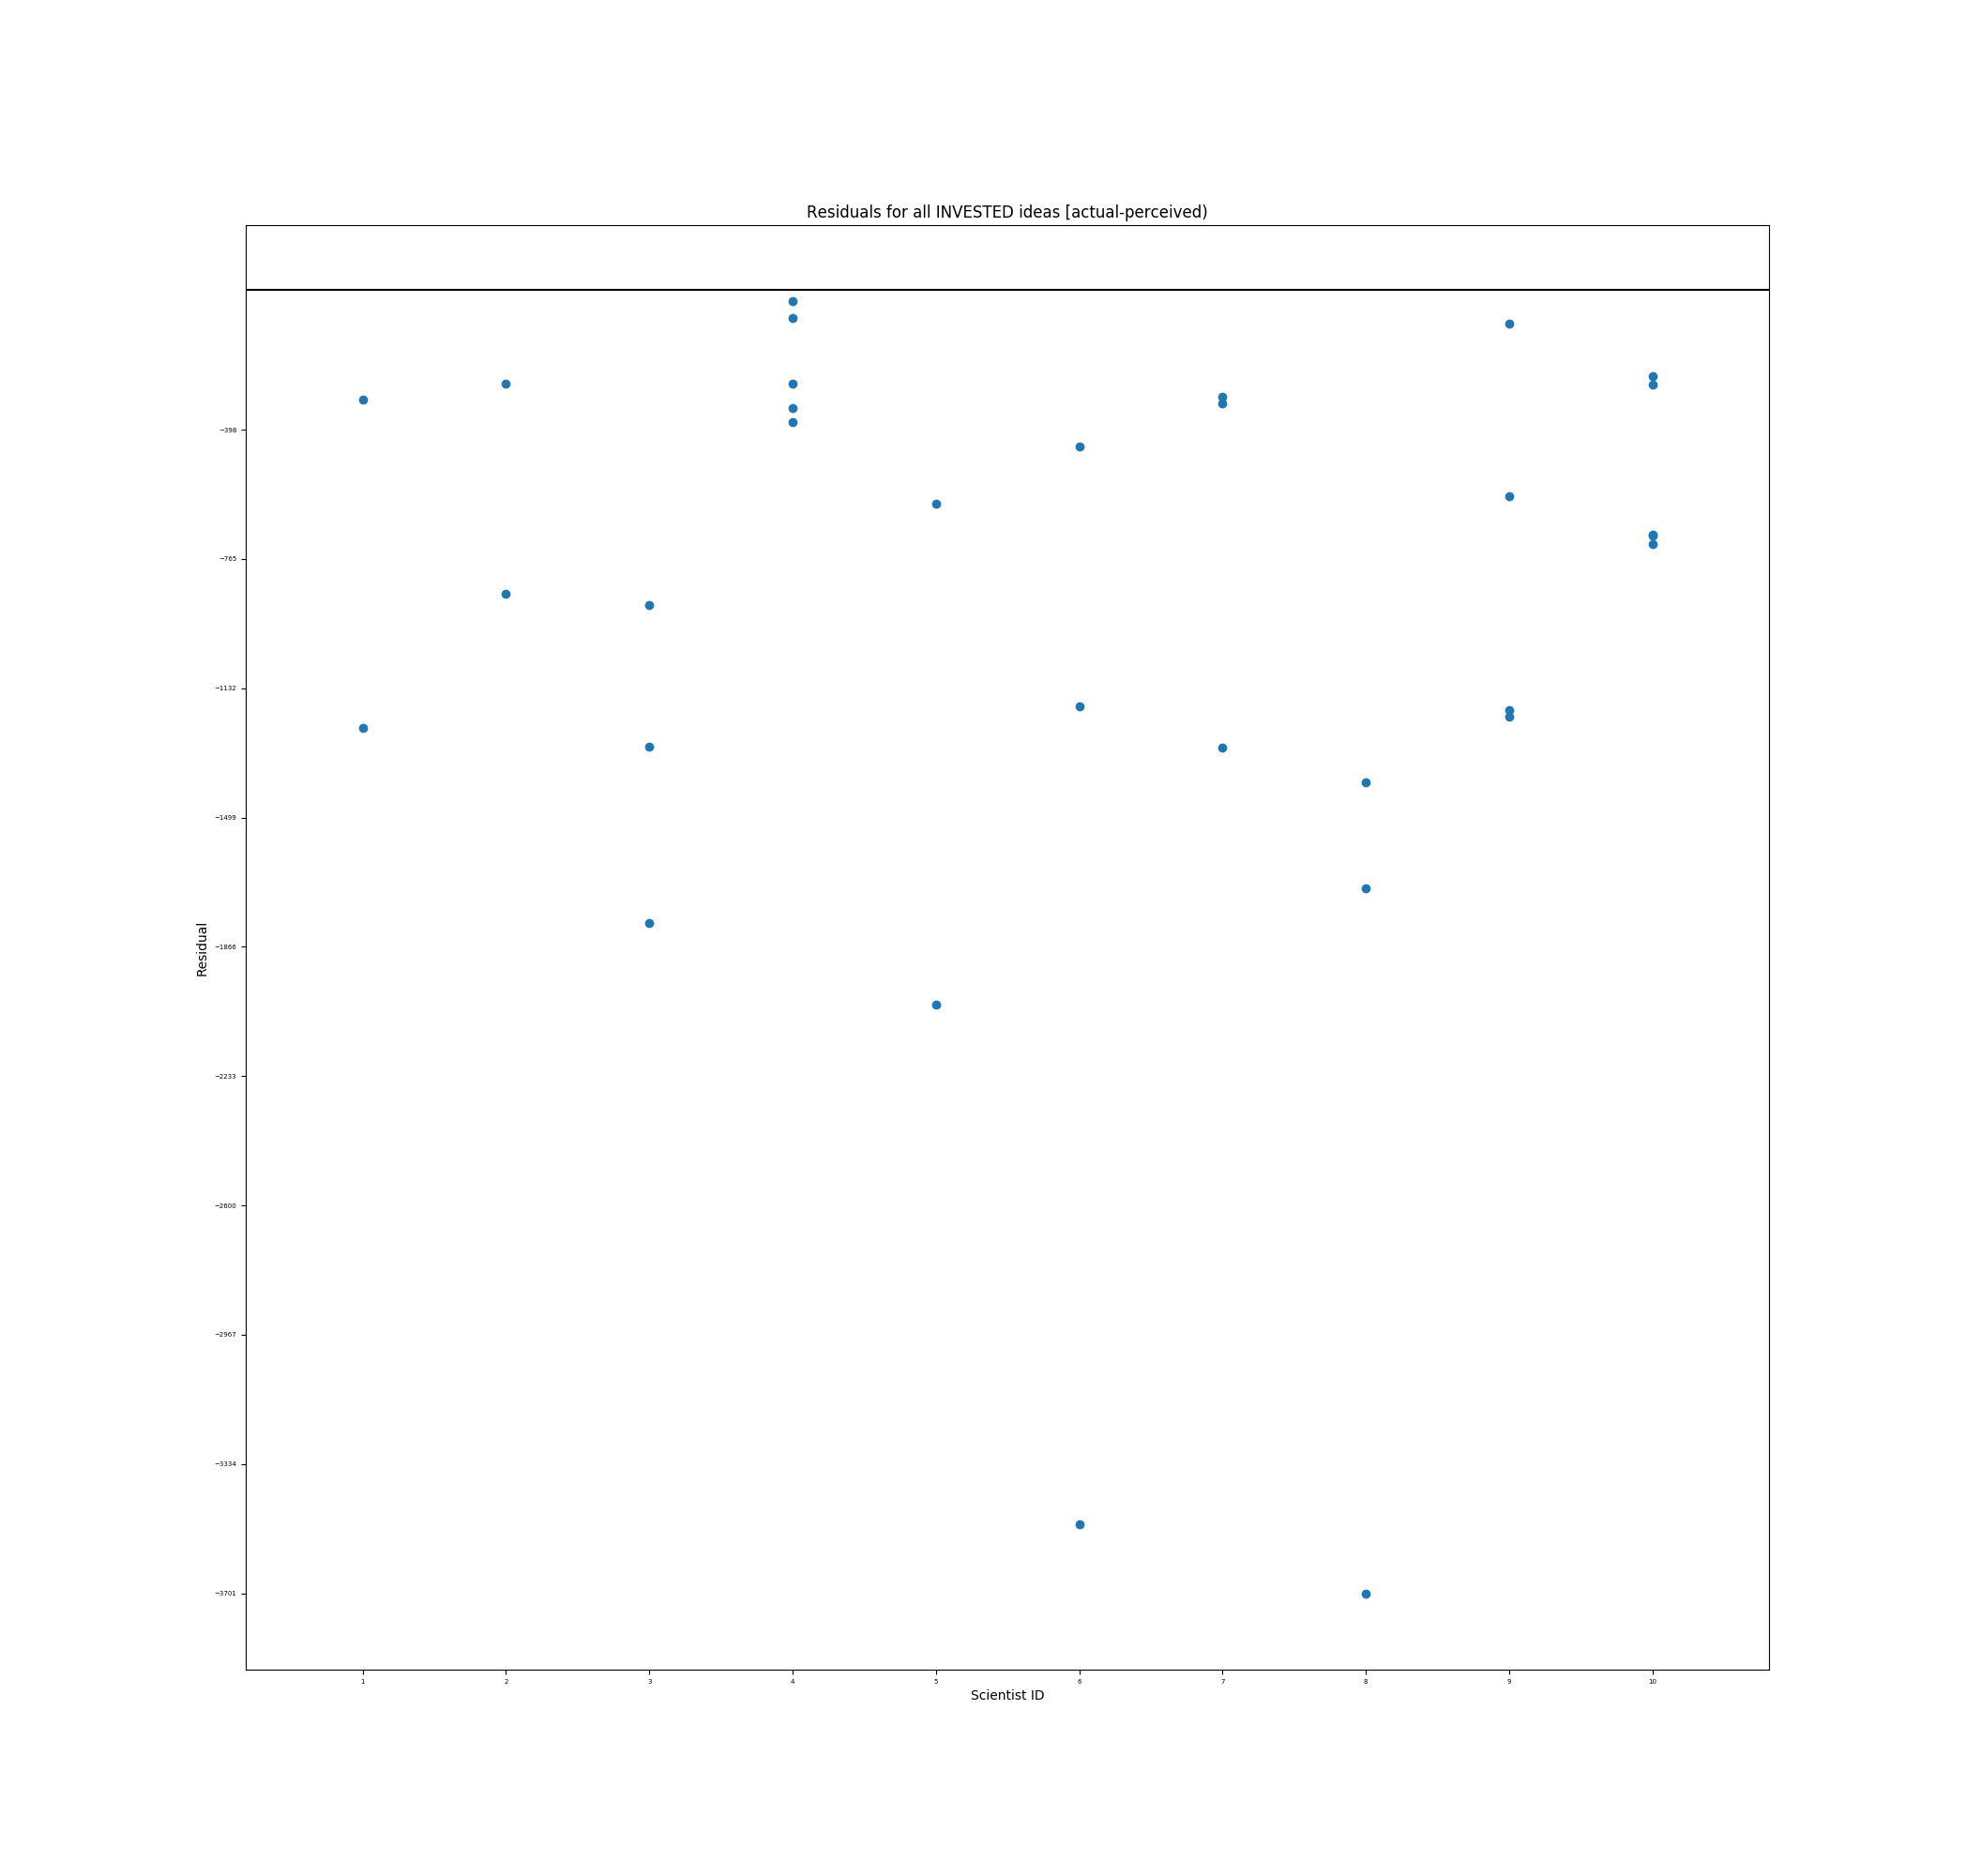 Residuals for all INVESTED ideas [actual-perceived)
−398
−765
−1132
−1499
−1866
−2233
−2600
−2967
−3334
−3701
Residual
1 2 3 4 5 6 7 8 9 10
Scientist ID